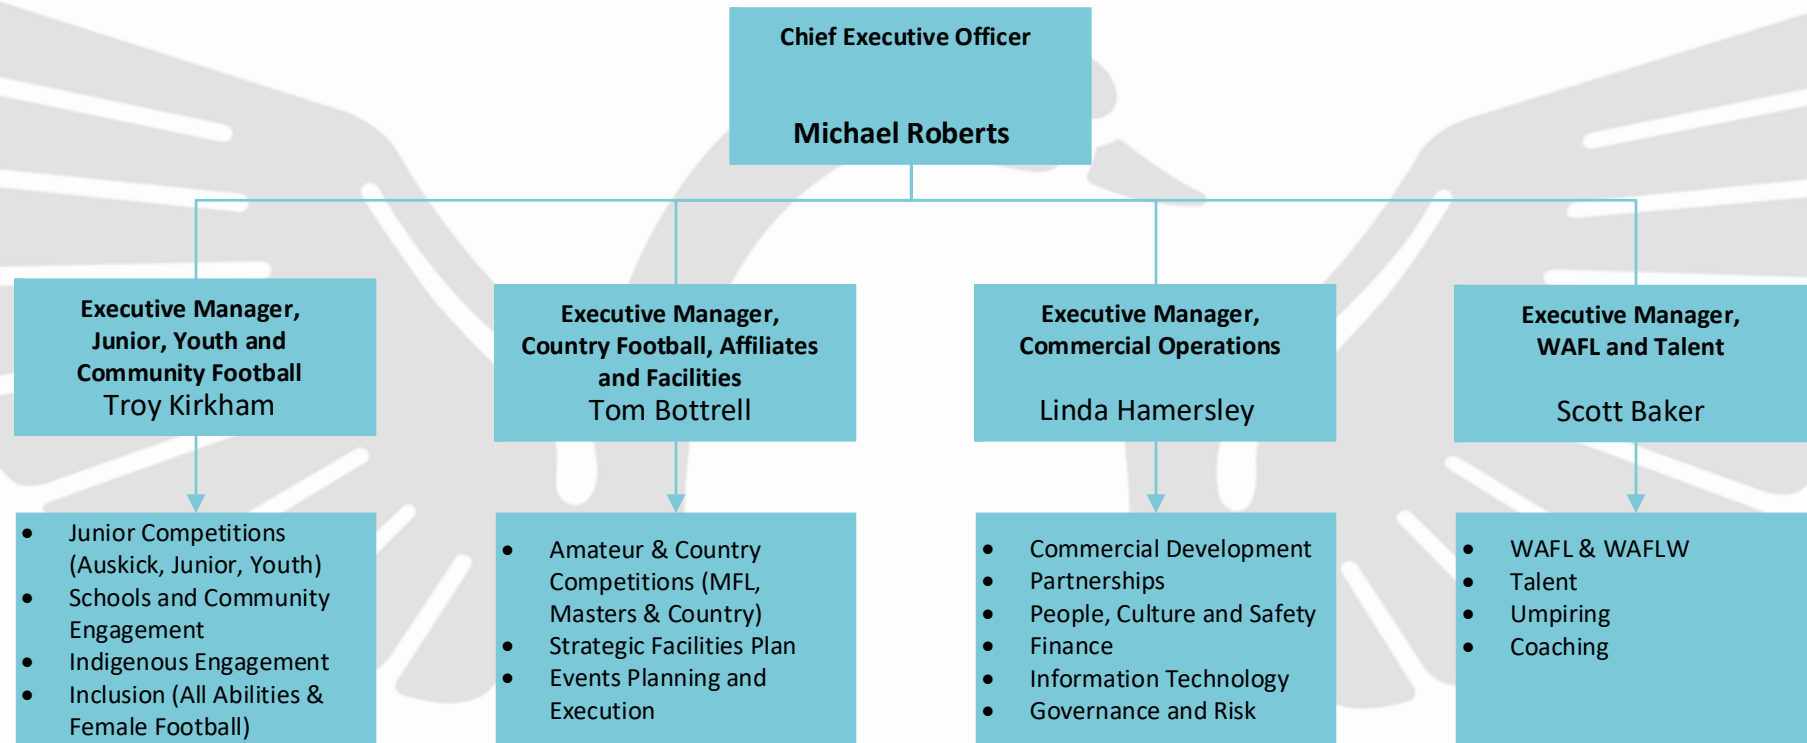 Chief Executive Officer
Michael Roberts
Executive Manager,
Junior, Youth and
Community Football
Troy Kirkham
Executive Manager,
Country Football, Affiliates
and Facilities
Tom Bottrell
Executive Manager,
Commercial Operations
Linda Hamersley
Executive Manager,
WAFL and Talent
Scott Baker
• Junior Competitions
(Auskick, Junior, Youth)
• Schools and Community
Engagement
• Indigenous Engagement
• Inclusion (All Abilities &
Female Football)
• Amateur & Country
Competitions (MFL,
Masters & Country)
• Strategic Facilities Plan
• Events Planning and
Execution
• Commercial Development
• Partnerships
• People, Culture and Safety
• Finance
• Information Technology
• Governance and Risk
• WAFL & WAFLW
• Talent
• Umpiring
• Coaching